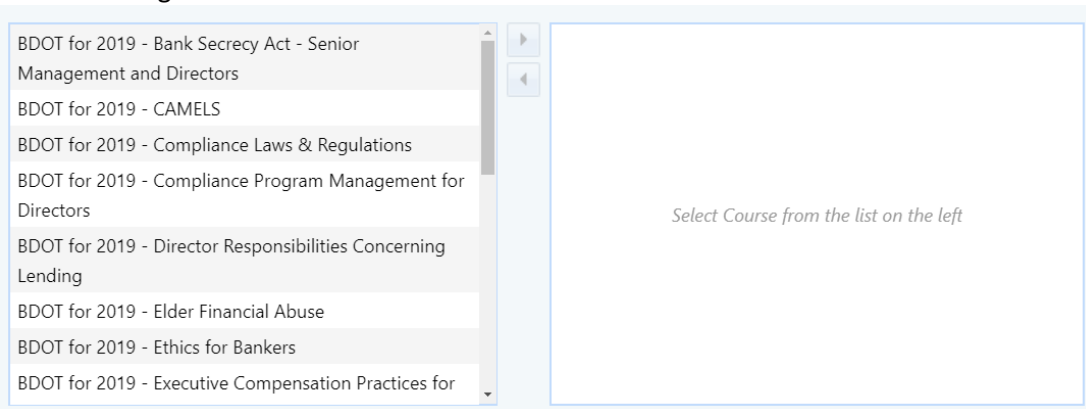 BDOT for 2019 - Bank Secrecy Act - Senior
Management and Directors
BDOT for 2019 - CAMELS
BDOT for 2019 - Compliance Laws & Regulations
BDOT for 2019 - Compliance Program Management for
Directors
BDOT for 2019 - Director Responsibilities Concerning
Lending
BDOT for 2019 - Elder Financial Abuse
BDOT for 2019 - Ethics for Bankers
BDOT for 2019 - Executive Compensation Practices for
Select Course from the list on the left